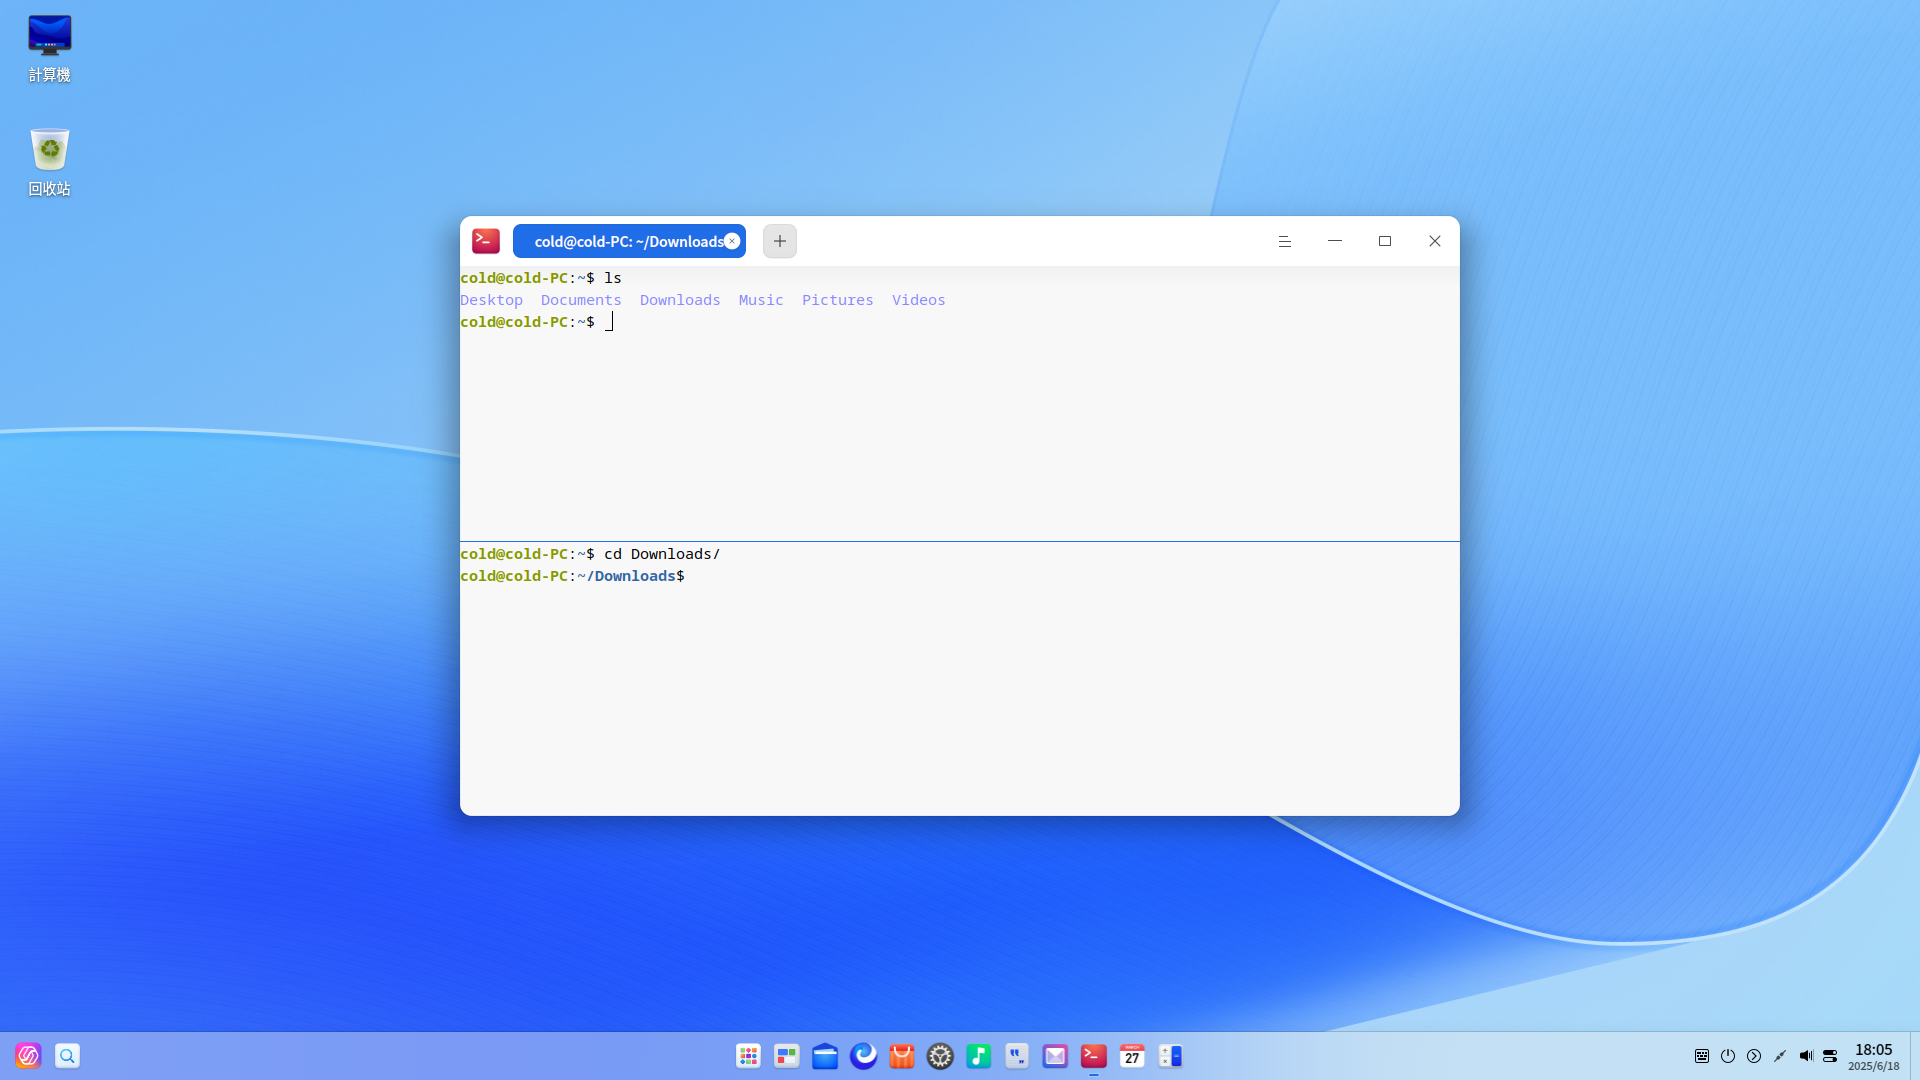 計算機
回收站
cold@cold-PC: ~/Downloads
cold@cold-PC:~$ ls
Desktop  Documents  Downloads  Music  Pictures  Videos
cold@cold-PC:~$
cold@cold-PC:~$ cd Downloads/
cold@cold-PC:~/Downloads$
27
18:05
2025/6/18